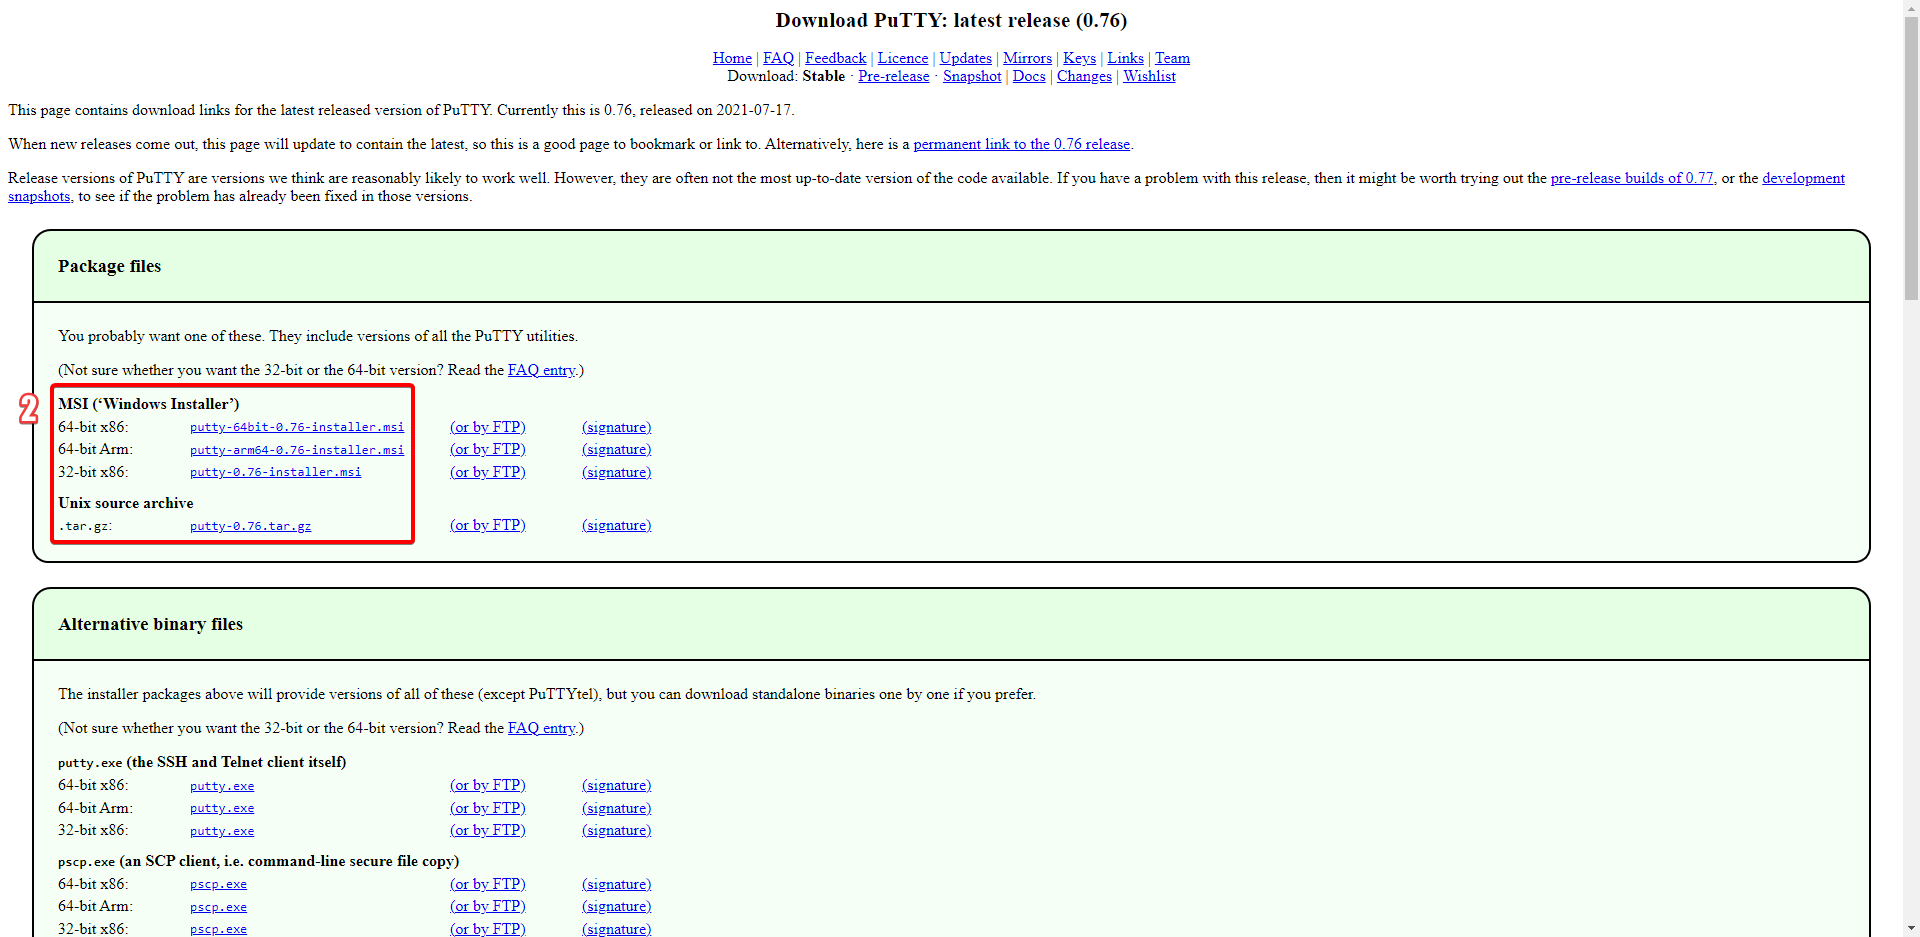 Download PuTTY: latest release (0.76)
Home | FAQ | Feedback | Licence | Updates | Mirrors | Keys | Links | Team
Download: Stable · Pre-release · Snapshot | Docs | Changes | Wishlist
This page contains download links for the latest released version of PuTTY. Currently this is 0.76, released on 2021-07-17.
When new releases come out, this page will update to contain the latest, so this is a good page to bookmark or link to. Alternatively, here is a permanent link to the 0.76 release.
Release versions of PuTTY are versions we think are reasonably likely to work well. However, they are often not the most up-to-date version of the code available. If you have a problem with this release, then it might be worth trying out the pre-release builds of 0.77, or the development
snapshots, to see if the problem has already been fixed in those versions.
Package files
You probably want one of these. They include versions of all the PuTTY utilities.
(Not sure whether you want the 32-bit or the 64-bit version? Read the FAQ entry.)
2
MSI (‘Windows Installer’)
64-bit x86: putty-64bit-0.76-installer.msi (or by FTP) (signature)
64-bit Arm: putty-arm64-0.76-installer.msi (or by FTP) (signature)
32-bit x86: putty-0.76-installer.msi (or by FTP) (signature)
Unix source archive
.tar.gz: putty-0.76.tar.gz (or by FTP) (signature)
Alternative binary files
The installer packages above will provide versions of all of these (except PuTTYtel), but you can download standalone binaries one by one if you prefer.
(Not sure whether you want the 32-bit or the 64-bit version? Read the FAQ entry.)
putty.exe (the SSH and Telnet client itself)
64-bit x86: putty.exe (or by FTP) (signature)
64-bit Arm: putty.exe (or by FTP) (signature)
32-bit x86: putty.exe (or by FTP) (signature)
pscp.exe (an SCP client, i.e. command-line secure file copy)
64-bit x86: pscp.exe (or by FTP) (signature)
64-bit Arm: pscp.exe (or by FTP) (signature)
32-bit x86: pscp.exe (or by FTP) (signature)